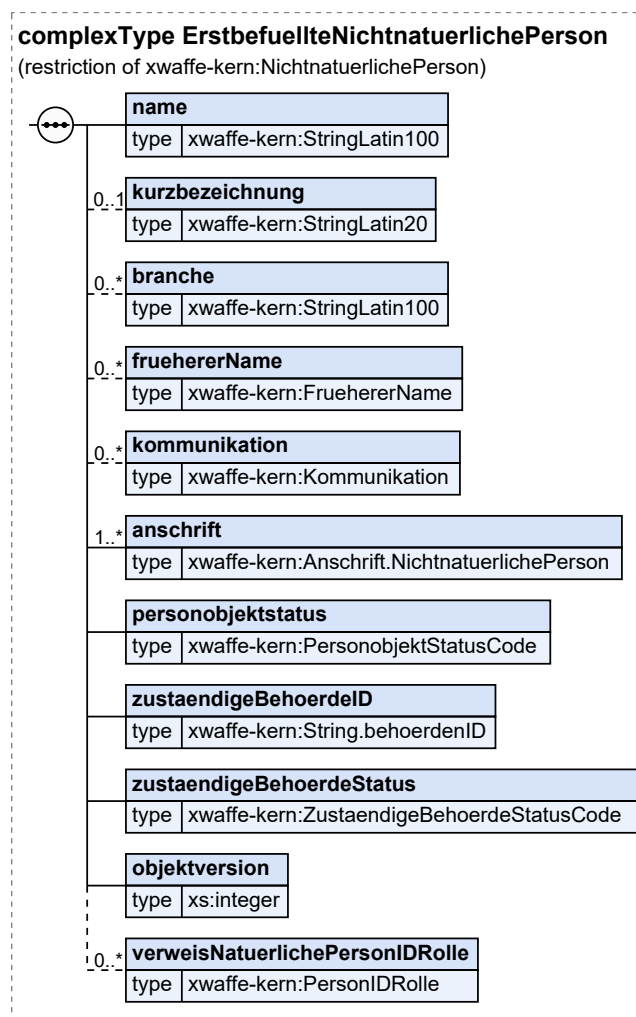 complexType ErstbefuellteNichtnatuerlichePerson
(restriction of xwaffe-kern:NichtnatuerlichePerson)
name
type xwaffe-kern:StringLatin100
0..1 kurzbezeichnung
type xwaffe-kern:StringLatin20
0..* branche
type xwaffe-kern:StringLatin100
0..* fruehererName
type xwaffe-kern:FruehererName
0..* kommunikation
type xwaffe-kern:Kommunikation
1..* anschrift
type xwaffe-kern:Anschrift.NichtnatuerlichePerson
personobjektstatus
type xwaffe-kern:PersonobjektStatusCode
zustaendigeBehoerdeID
type xwaffe-kern:String.behoerdenID
zustaendigeBehoerdeStatus
type xwaffe-kern:ZustaendigeBehoerdeStatusCode
objektversion
type xs:integer
0..* verweisNatuerlichePersonIDRolle
type xwaffe-kern:PersonIDRolle